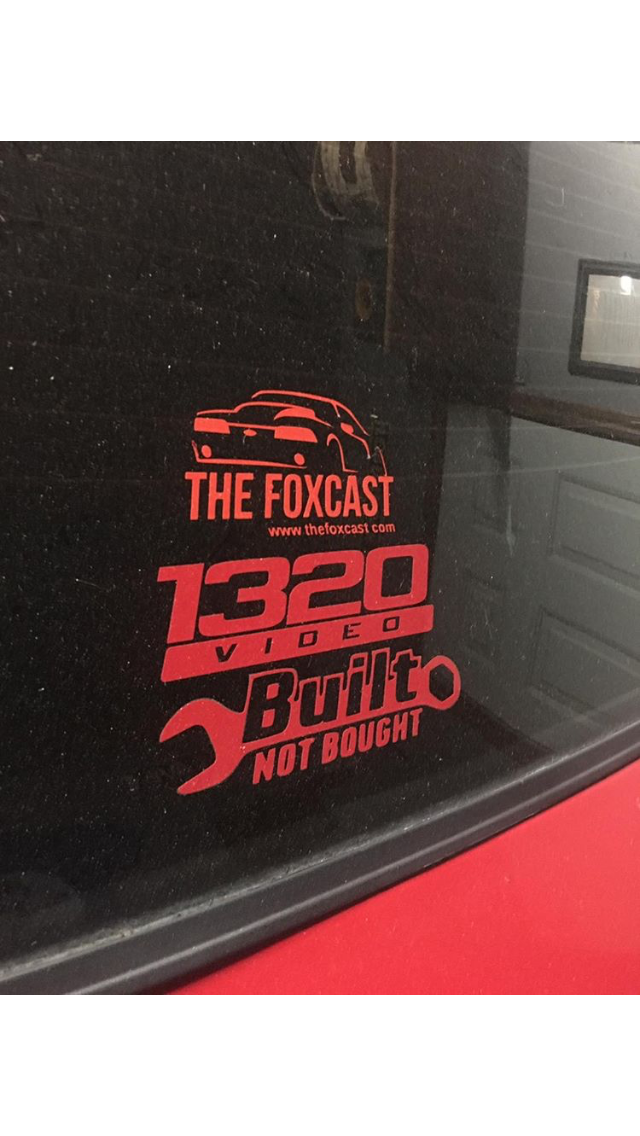 THE FOXCAST
www.thefoxcast.com
1320
VIDEO
Built
NOT BOUGHT